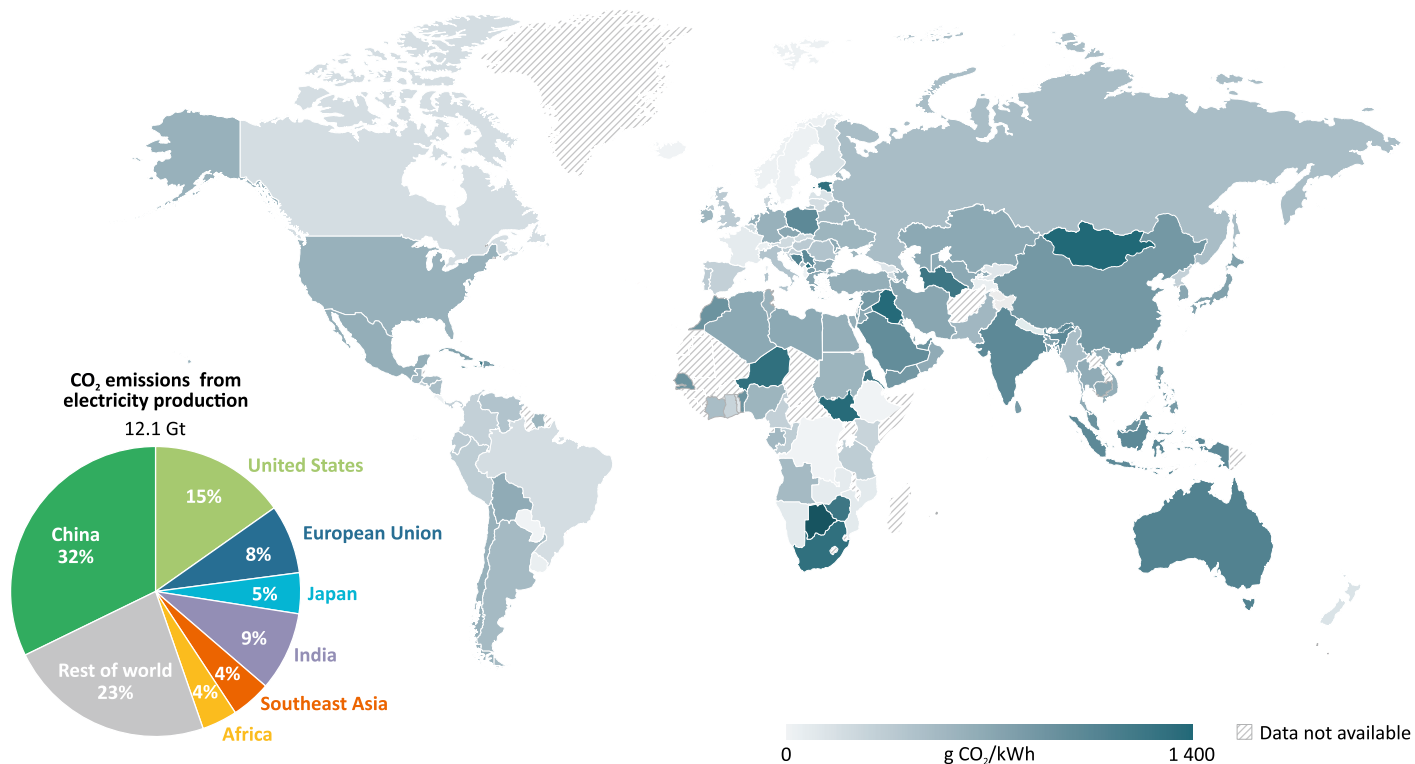 CO₂ emissions from
electricity production
12.1 Gt
United States
15%
China
32%
European Union
8%
Japan
5%
9%
India
Rest of world
23%
4%
4%
Southeast Asia
Africa
Data not available
0
g CO₂/kWh
1 400